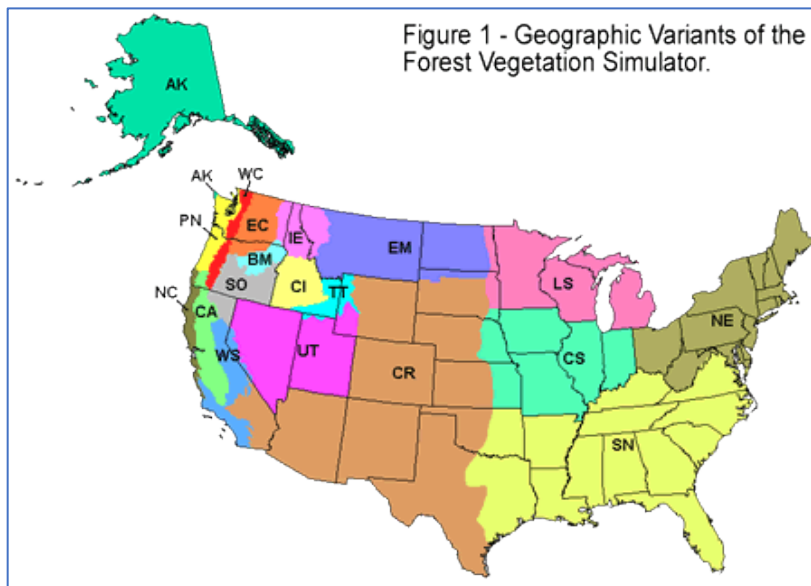 Figure 1 - Geographic Variants of the
Forest Vegetation Simulator.
AK
AK
WC
PN
EC
IE
EM
BM
LS
SO
CI
TT
NC
CA
NE
WS
UT
CR
CS
SN